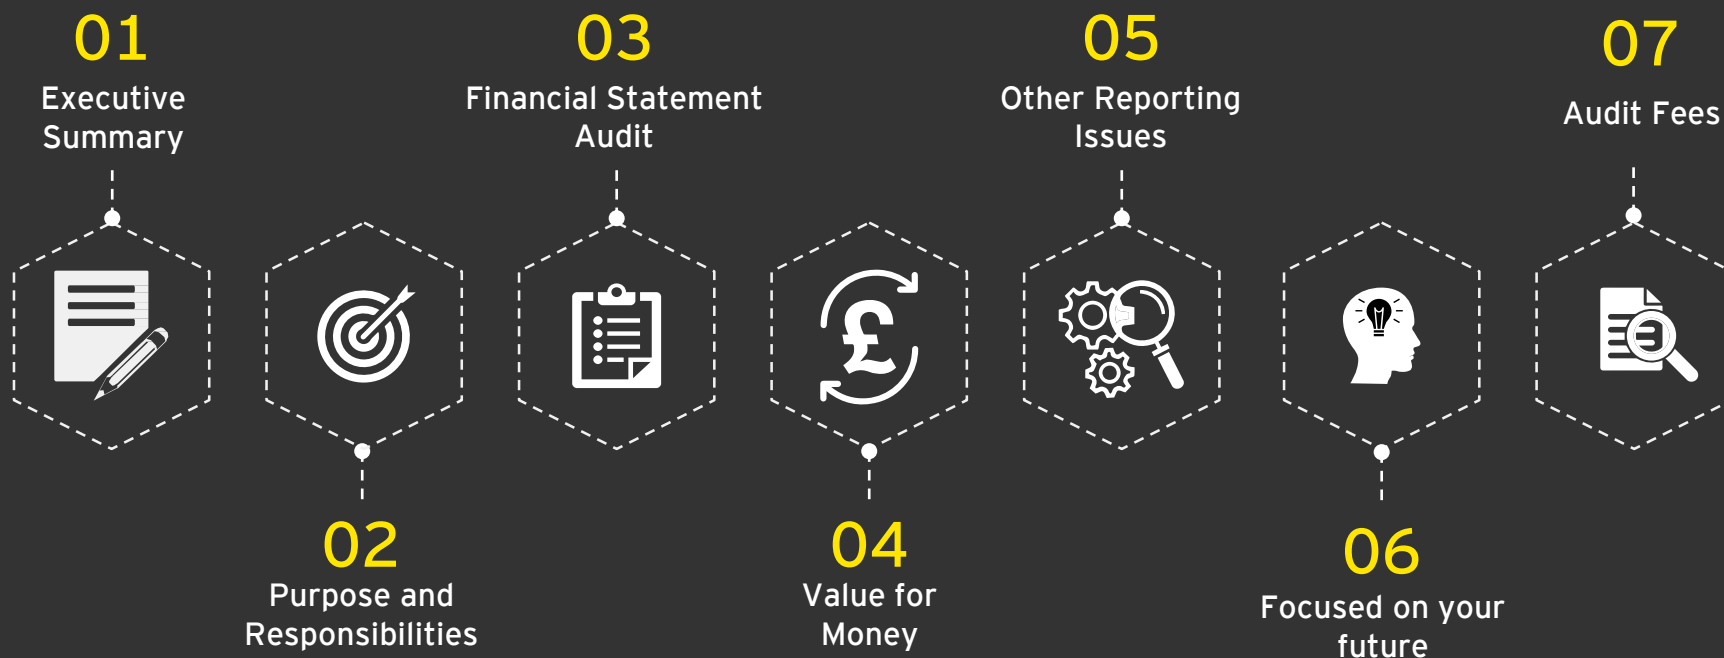 01
Executive
Summary
02
Purpose and
Responsibilities
03
Financial Statement
Audit
04
Value for
Money
05
Other Reporting
Issues
06
Focused on your
future
07
Audit Fees